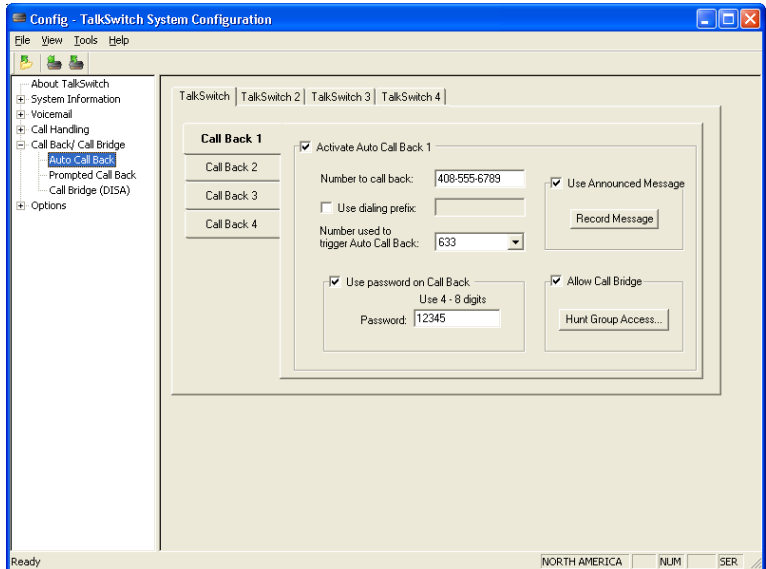 Config - TalkSwitch System Configuration
File View Tools Help
About TalkSwitch
System Information
Voicemail
Call Handling
Call Back/ Call Bridge
Auto Call Back
Prompted Call Back
Call Bridge (DISA)
Options
TalkSwitch TalkSwitch 2 TalkSwitch 3 TalkSwitch 4
Call Back 1
Call Back 2
Call Back 3
Call Back 4
Activate Auto Call Back 1
Number to call back: 408-555-6789
Use dialing prefix:
Number used to
trigger Auto Call Back: 633
Use Announced Message
Record Message
Use password on Call Back
Use 4 - 8 digits
Password: 12345
Allow Call Bridge
Hunt Group Access...
Ready NORTH AMERICA NUM SER